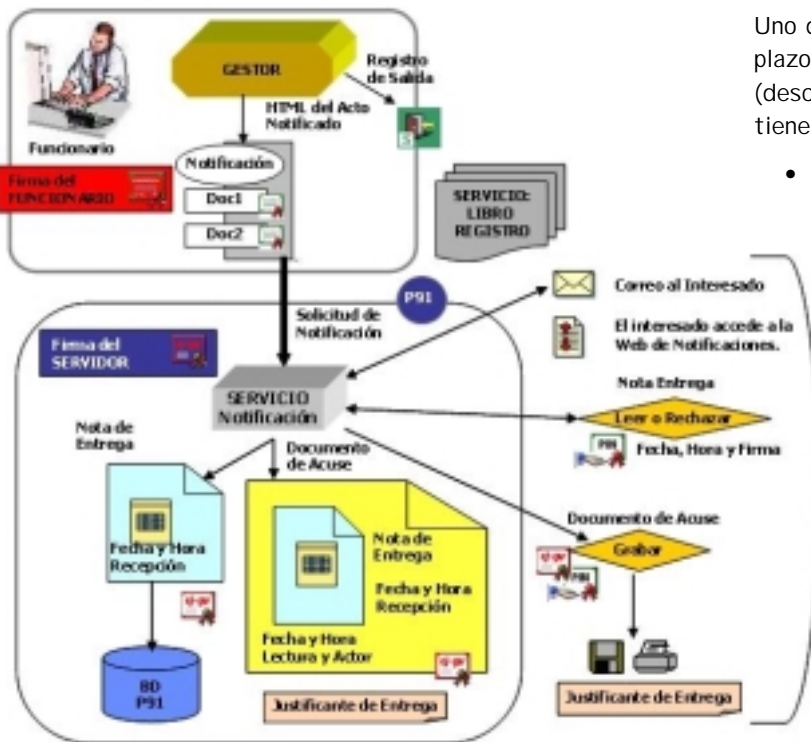 GESTOR
Registro
de Salida
HTML del Acto
Notificado
S
Funcionario
Notificación
Firma del
FUNCIONARIO
Doc1
Doc2
SERVICIO:
LIBRO
REGISTRO
Uno
plazo
(desc
tiene
•
P91
Solicitud de
Notificación
Firma del
SERVIDOR
SERVICIO
Notificación
Correo al Interesado
El interesado accede a la
Web de Notificaciones.
Nota Entrega
Leer o Rechazar
PIN
Fecha, Hora y Firma
Nota de
Entrega
Documento
de Acuse
Fecha y Hora
Recepción
Nota de
Entrega
Fecha y Hora
Recepción
Fecha y Hora
Lectura y Actor
BD
P91
Justificante de Entrega
Documento de Acuse
Grabar
PIN
Justificante de Entrega